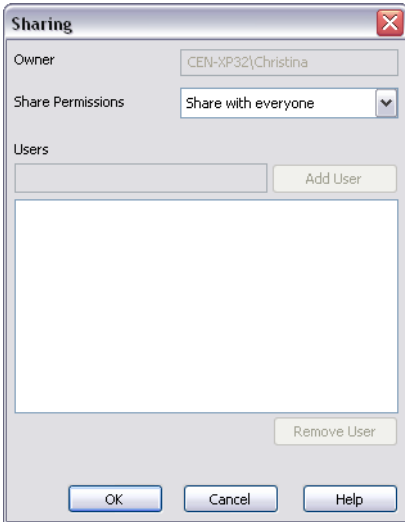 Sharing
Owner
CEN-XP32\Christina
Share Permissions
Share with everyone
Users
Add User
Remove User
OK
Cancel
Help